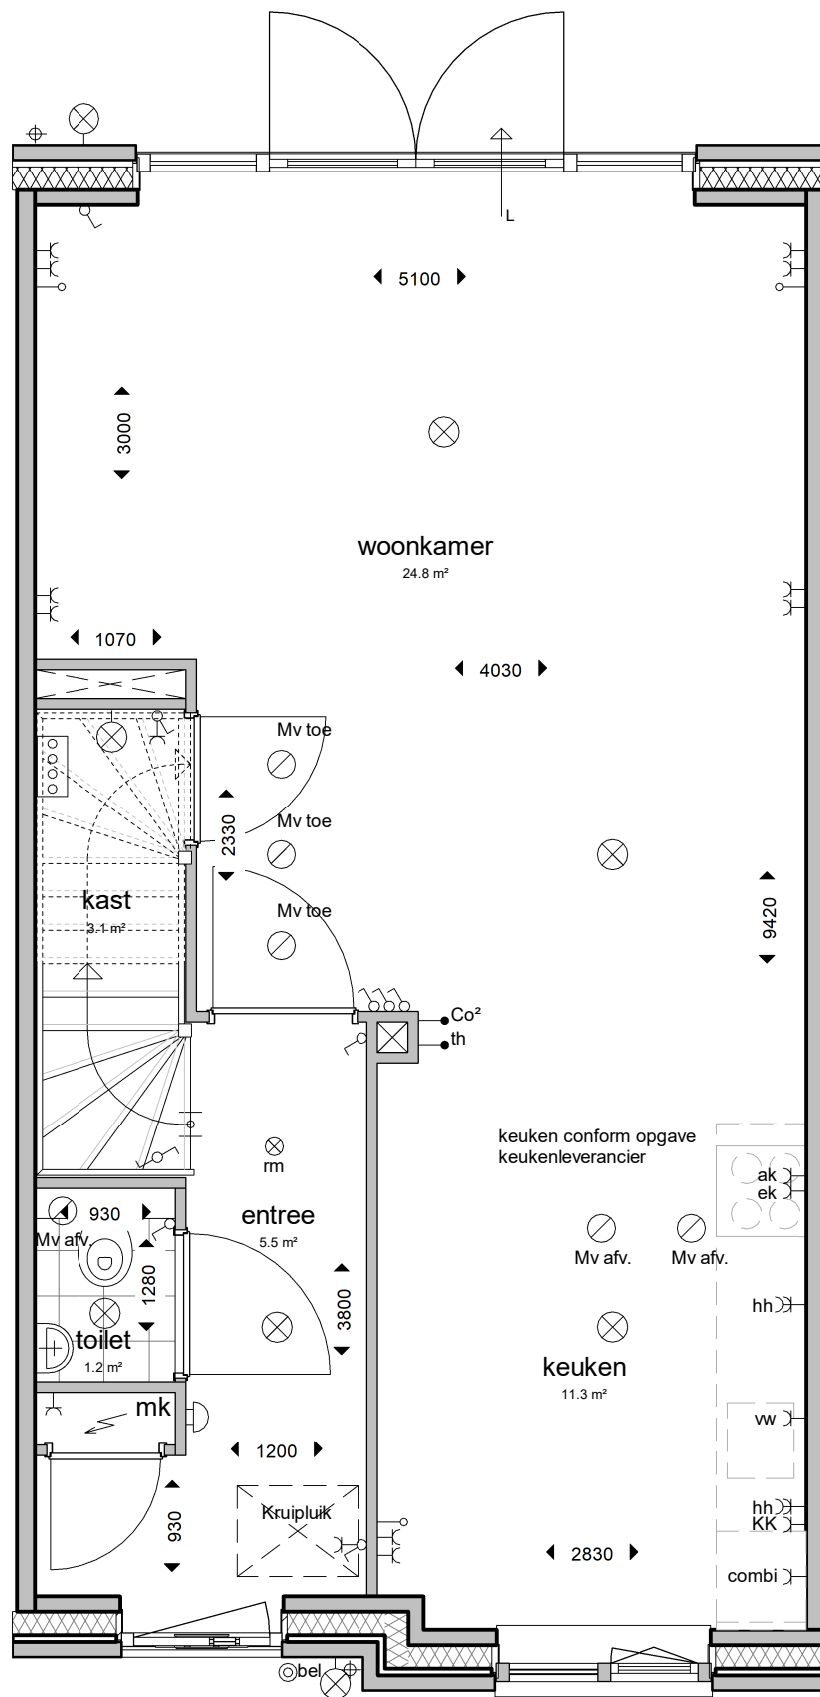 L
5100
3000
woonkamer
24.8 m²
1070
4030
Mv toe
Mv toe
2330
kast
3.1 m²
Mv toe
9420
Co²
th
keuken conform opgave
keukenleverancier
rm
ak
ek
930
entree
5.5 m²
Mv afv.
Mv afv.
Mv afv.
1280
3800
hh
toilet
1.2 m²
keuken
11.3 m²
mk
vw
1200
930
Kruipluik
hh
KK
2830
combi
bel